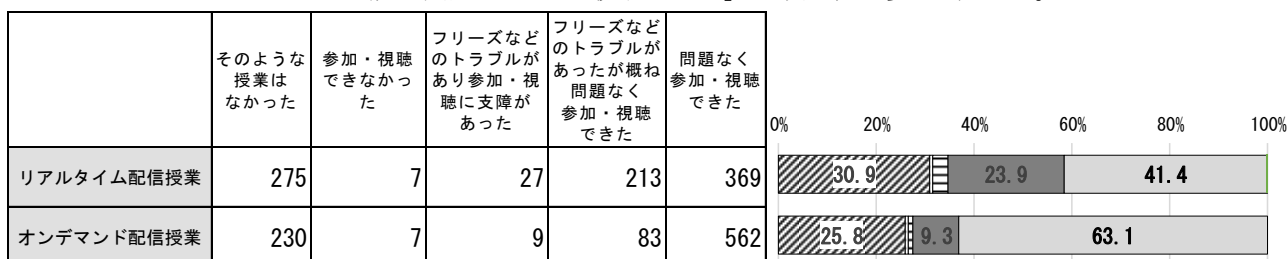 そのような
授業は
なかった
参加・視聴
できなかっ
た
フリーズなど
のトラブルが
あり参加・視
聴に支障が
あった
フリーズなど
のトラブルが
あったが概ね
問題なく
参加・視聴
できた
問題なく
参加・視聴
できた
0% 20% 40% 60% 80% 100%
リアルタイム配信授業 275 7 27 213 369 30.9 23.9 41.4
オンデマンド配信授業 230 7 9 83 562 25.8 9.3 63.1